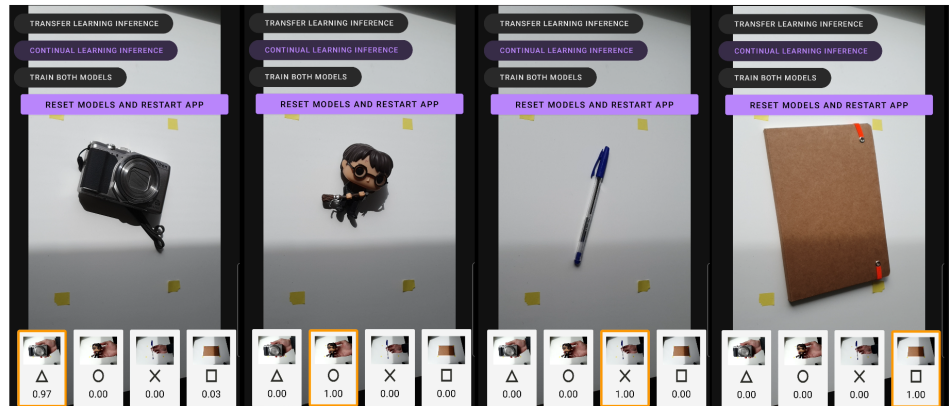 TRANSFER LEARNING INFERENCE
CONTINUAL LEARNING INFERENCE
TRAIN BOTH MODELS
RESET MODELS AND RESTART APP
0.97 0.00 0.00 0.03
TRANSFER LEARNING INFERENCE
CONTINUAL LEARNING INFERENCE
TRAIN BOTH MODELS
RESET MODELS AND RESTART APP
0.00 1.00 0.00 0.00
TRANSFER LEARNING INFERENCE
CONTINUAL LEARNING INFERENCE
TRAIN BOTH MODELS
RESET MODELS AND RESTART APP
0.00 0.00 1.00 0.00
TRANSFER LEARNING INFERENCE
CONTINUAL LEARNING INFERENCE
TRAIN BOTH MODELS
RESET MODELS AND RESTART APP
0.00 0.00 0.00 1.00